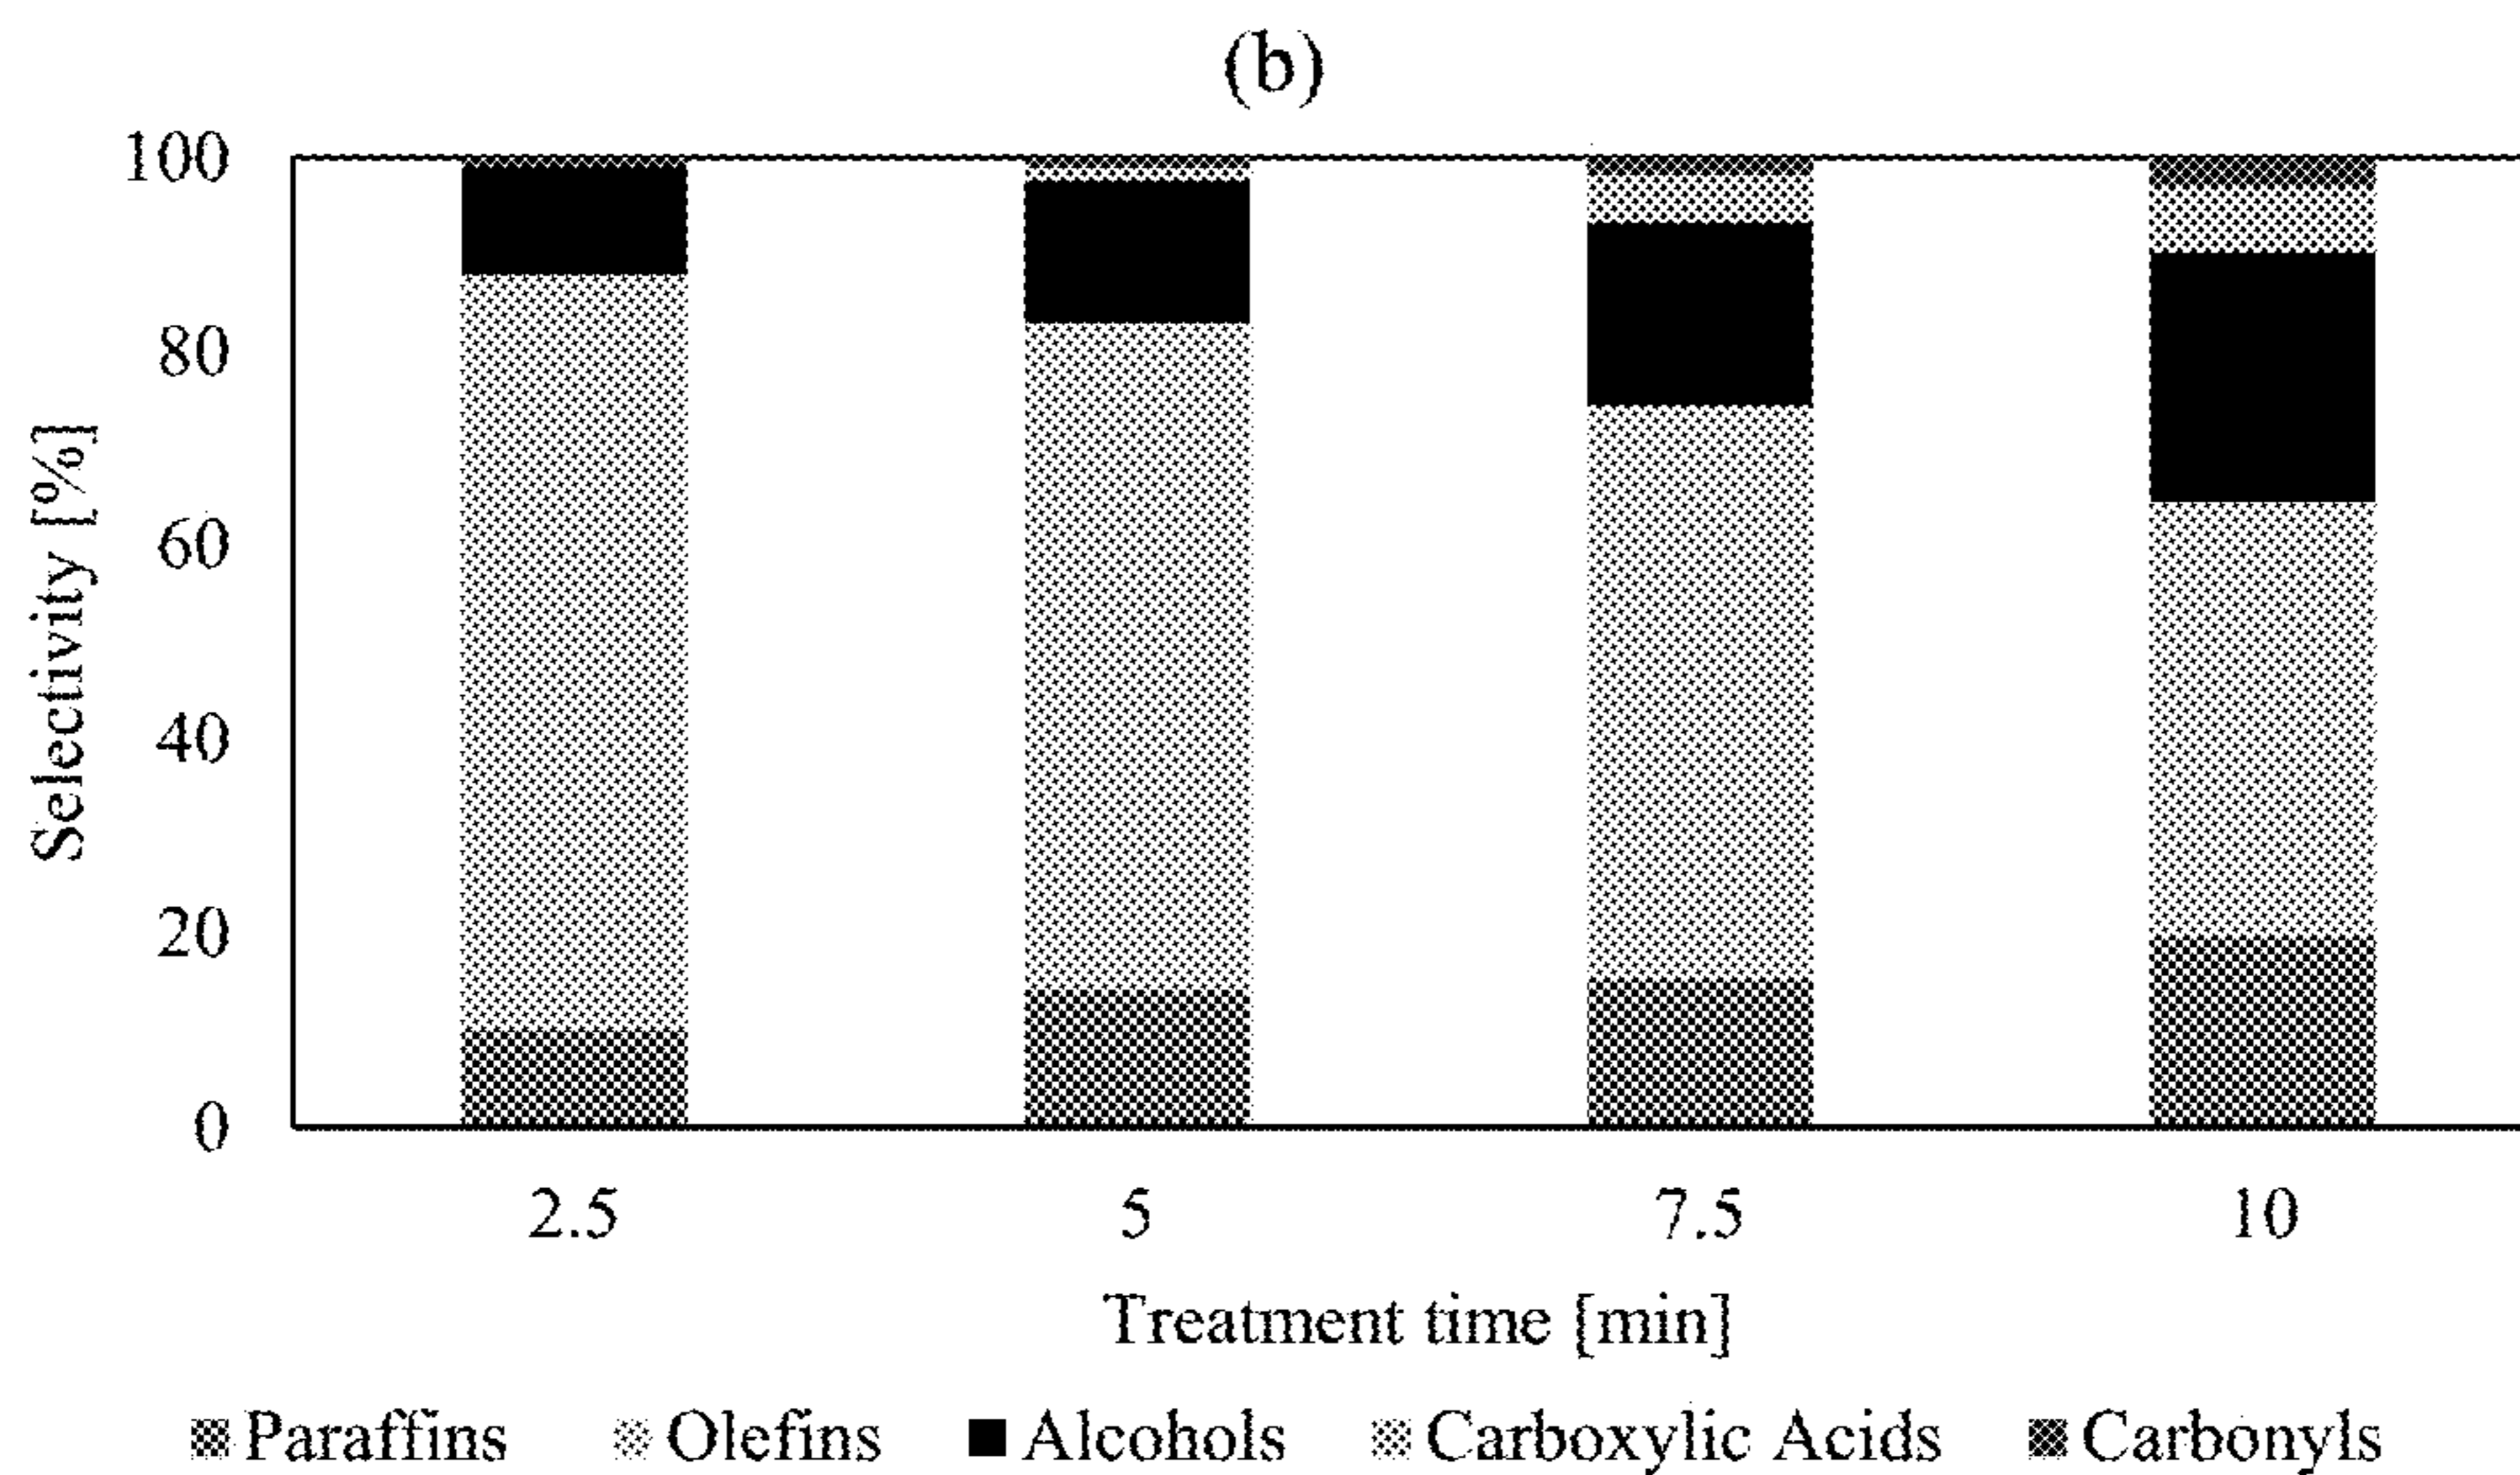 (b)
100
80
60
40
20
0
Selectivity [%]
2.5 5 7.5 10
Treatment time [min]
Paraffins Olefins Alcohols Carboxylic Acids Carbonyls